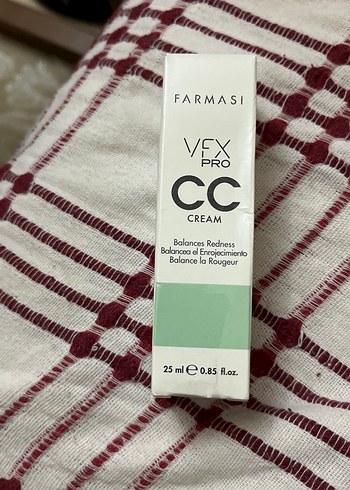 FARMASI
VFX
PRO
CC
CREAM
Balances Redness
Balancea el Enrojecimiento
Balance la Rougeur
25 ml ℮ 0.85 fl.oz.